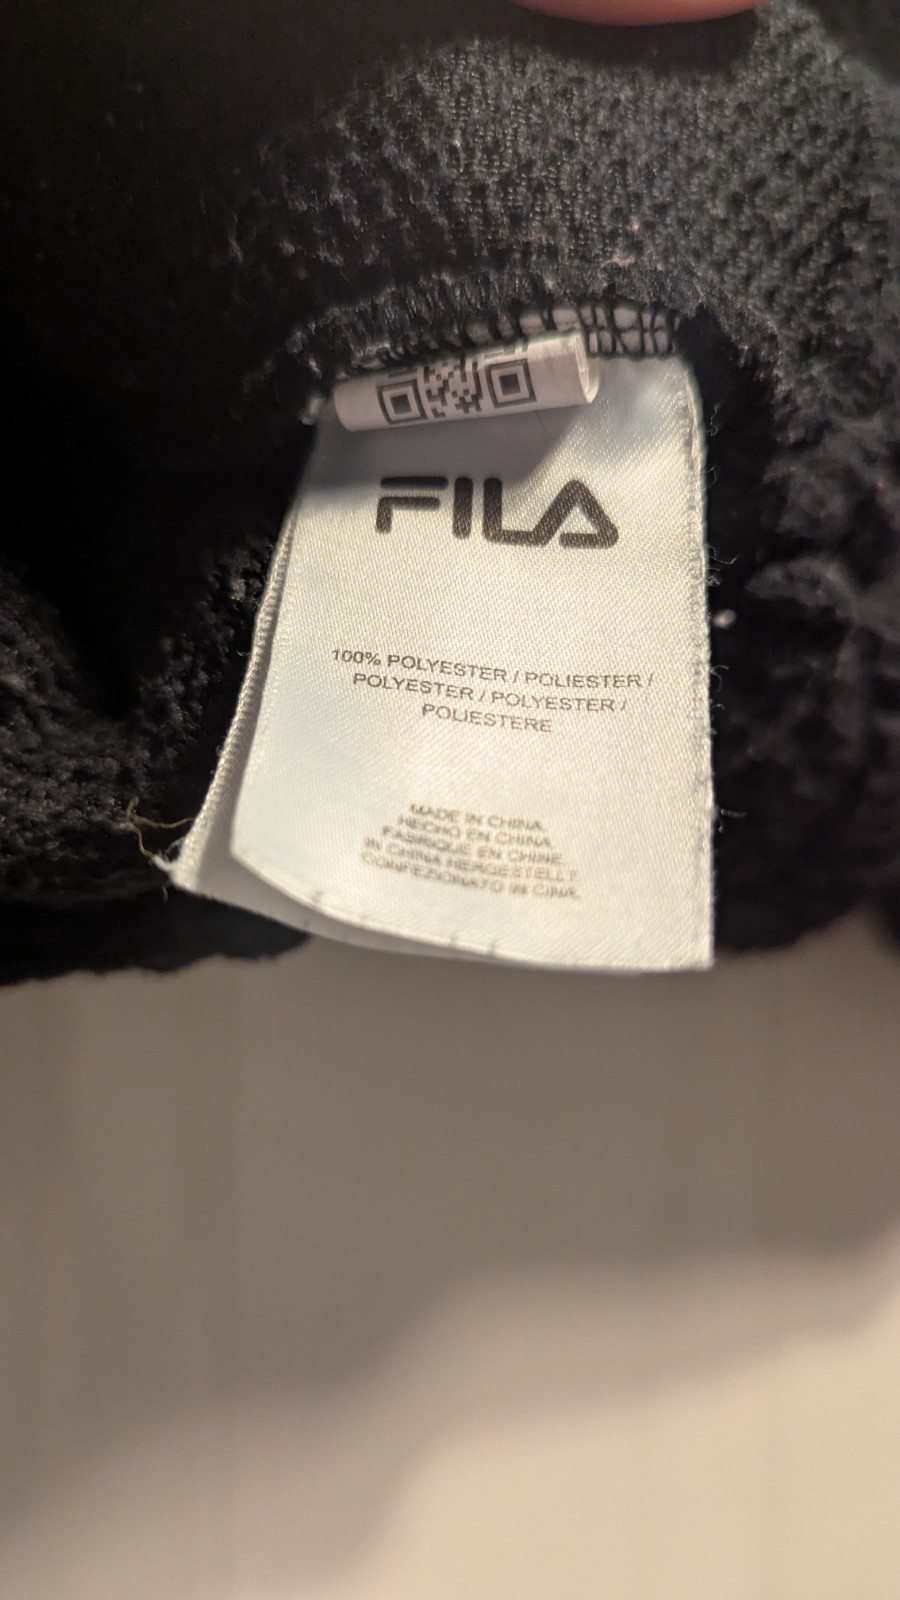 FILA
100% POLYESTER / POLIESTER /
POLYESTER / POLYESTER /
POLIESTERE
MADE IN CHINA.
HECHO EN CHINA.
FABRIQUE EN CHINE.
IN CHINA HERGESTELLT.
CONFEZIONATO IN CINA.